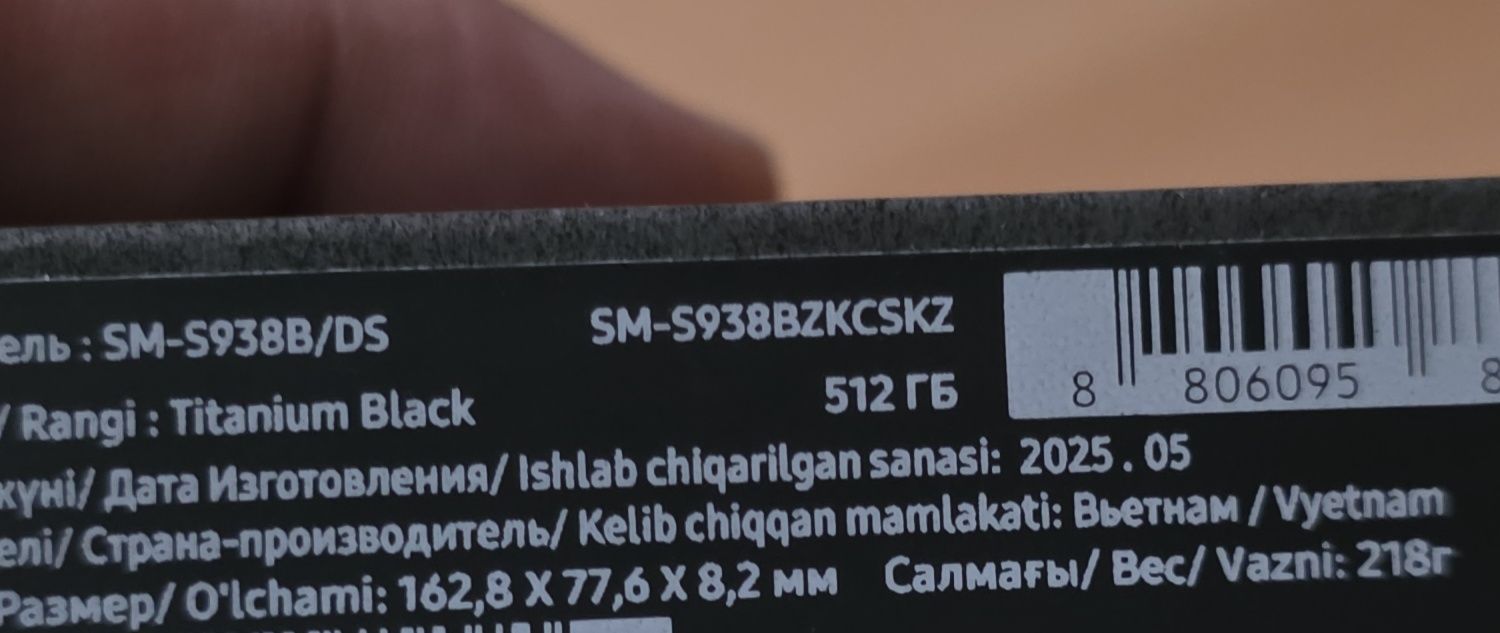 ель : SM-S938B/DS SM-S938BZKCSKZ
/ Rangi : Titanium Black 512 ГБ
8 806095 8
күні/ Дата Изготовления/ Ishlab chiqarilgan sanasi: 2025 . 05
елі/ Страна-производитель/ Kelib chiqqan mamlakati: Вьетнам / Vyetnam
Размер/ O'lchami: 162,8 X 77,6 X 8,2 мм Салмағы/ Вес/ Vazni: 218г